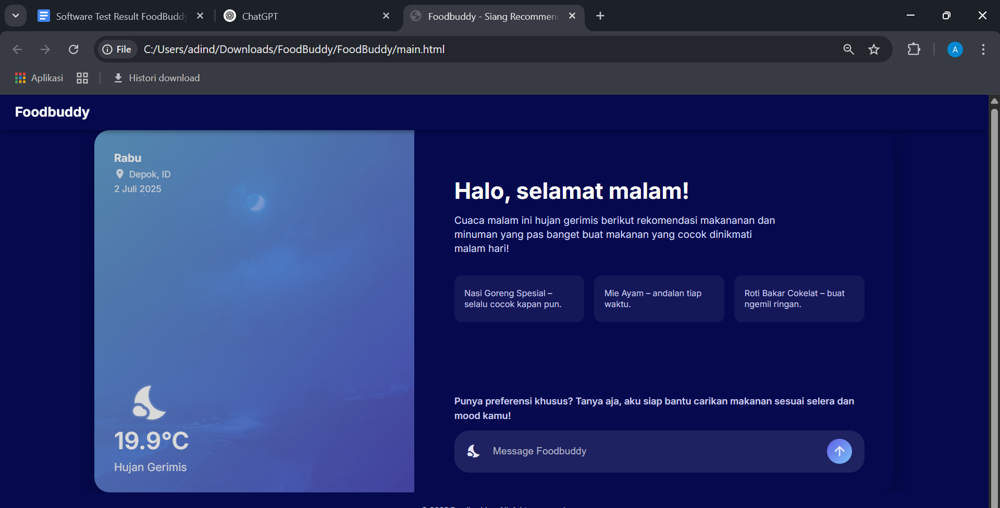 Software Test Result FoodBuddy
ChatGPT
Foodbuddy - Siang Recommen
File
C:/Users/adind/Downloads/FoodBuddy/FoodBuddy/main.html
A
Aplikasi
Histori download
Foodbuddy
Rabu
Depok, ID
2 Juli 2025
19.9°C
Hujan Gerimis
Halo, selamat malam!
Cuaca malam ini hujan gerimis berikut rekomendasi makananan dan
minuman yang pas banget buat makanan yang cocok dinikmati
malam hari!
Nasi Goreng Spesial –
selalu cocok kapan pun.
Mie Ayam – andalan tiap
waktu.
Roti Bakar Cokelat – buat
ngemil ringan.
Punya preferensi khusus? Tanya aja, aku siap bantu carikan makanan sesuai selera dan
mood kamu!
Message Foodbuddy